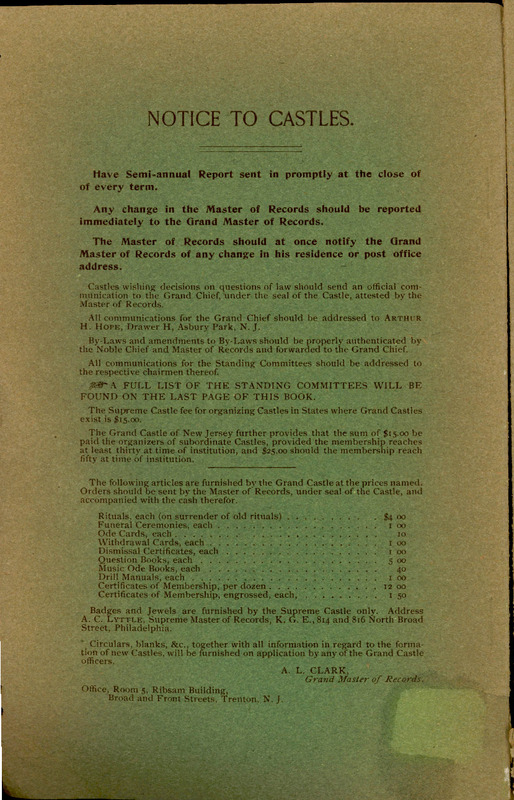 NOTICE TO CASTLES.
Have Semi-annual Report sent in promptly at the close of
of every term.
Any change in the Master of Records should be reported
immediately to the Grand Master of Records.
The Master of Records should at once notify the Grand
Master of Records of any change in his residence or post office
address.
Castles wishing decisions on questions of law should send an official com-
munication to the Grand Chief, under the seal of the Castle, attested by the
Master of Records.
All communications for the Grand Chief should be addressed to ARTHUR
H. HOPE, Drawer H, Asbury Park, N. J.
By-Laws and amendments to By-Laws should be properly authenticated by
the Noble Chief and Master of Records and forwarded to the Grand Chief.
All communications for the Standing Committees should be addressed to
the respective chairmen thereof.
☞ A FULL LIST OF THE STANDING COMMITTEES WILL BE
FOUND ON THE LAST PAGE OF THIS BOOK.
The Supreme Castle fee for organizing Castles in States where Grand Castles
exist is $15.00.
The Grand Castle of New Jersey further provides that the sum of $15.00 be
paid the organizers of subordinate Castles, provided the membership reaches
at least thirty at time of institution, and $25.00 should the membership reach
fifty at time of institution.
The following articles are furnished by the Grand Castle at the prices named.
Orders should be sent by the Master of Records, under seal of the Castle, and
accompanied with the cash therefor.
Rituals, each (on surrender of old rituals) . . . . . . . . . $4 00
Funeral Ceremonies, each . . . . . . . . . . . . . . 1 00
Ode Cards, each . . . . . . . . . . . . . . . . . 10
Withdrawal Cards, each . . . . . . . . . . . . . . 1 00
Dismissal Certificates, each . . . . . . . . . . . . . 1 00
Question Books, each . . . . . . . . . . . . . . . 5 00
Music Ode Books, each . . . . . . . . . . . . . . 40
Drill Manuals, each . . . . . . . . . . . . . . . 1 00
Certificates of Membership, per dozen . . . . . . . . . . 12 00
Certificates of Membership, engrossed, each, . . . . . . . . 1 50
Badges and Jewels are furnished by the Supreme Castle only. Address
A. C. LYTTLE, Supreme Master of Records, K. G. E., 814 and 816 North Broad
Street, Philadelphia.
Circulars, blanks, &c., together with all information in regard to the forma-
tion of new Castles, will be furnished on application by any of the Grand Castle
officers.
A. L. CLARK,
Grand Master of Records.
Office, Room 5, Ribsam Building,
Broad and Front Streets, Trenton, N. J.